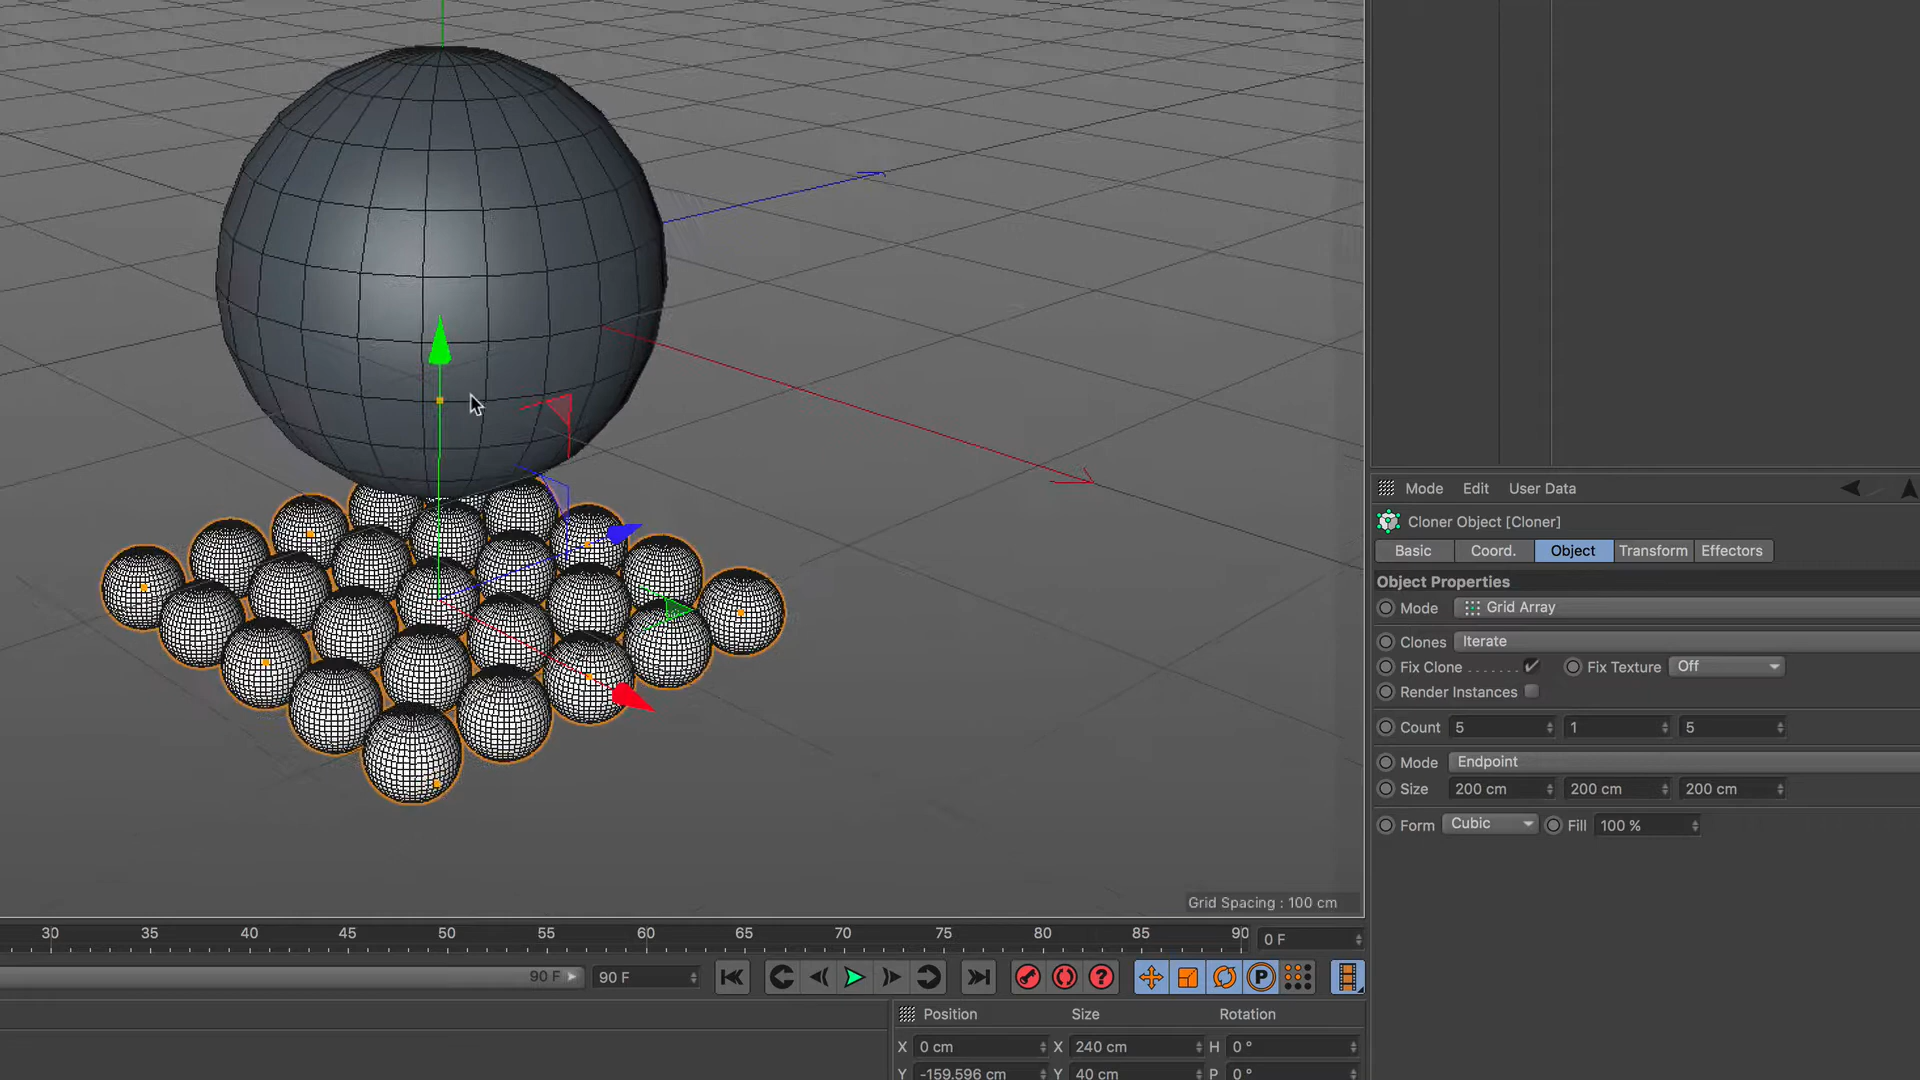 Mode Edit User Data
Cloner Object [Cloner]
Basic Coord. Object Transform Effectors
Object Properties
Mode Grid Array
Clones Iterate
Fix Clone . . . . . . . Fix Texture Off
Render Instances
Count 5 1 5
Mode Endpoint
Size 200 cm 200 cm 200 cm
Form Cubic Fill 100 %
Grid Spacing : 100 cm
30 35 40 45 50 55 60 65 70 75 80 85 90 0 F
90 F 90 F
Position Size Rotation
X 0 cm X 240 cm H 0 °
Y -159.596 cm Y 40 cm P 0 °